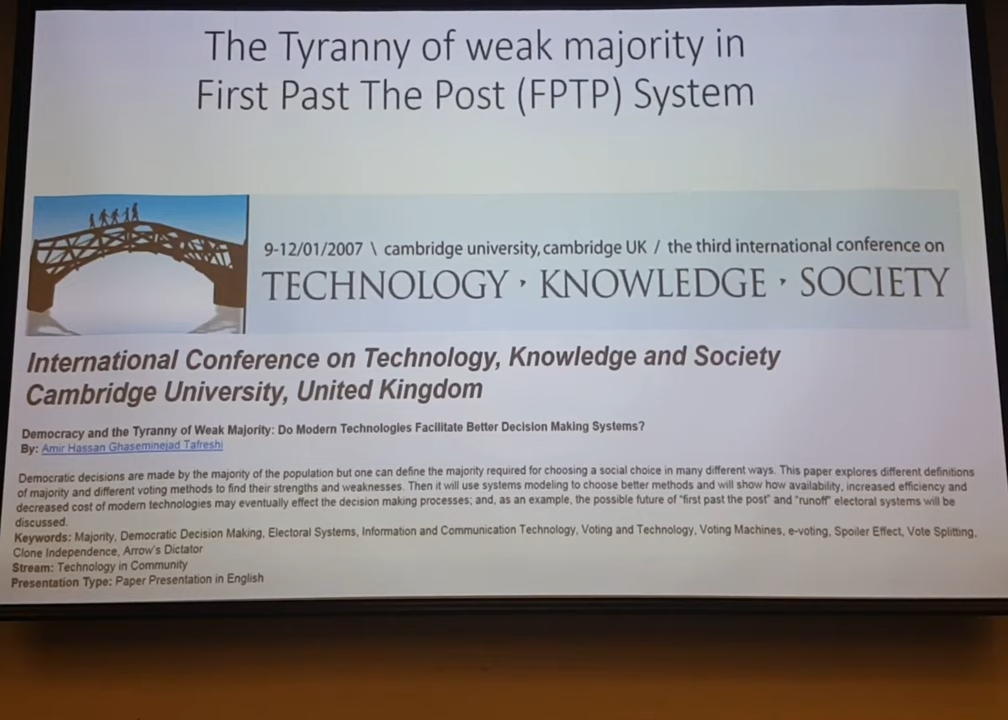 The Tyranny of weak majority in
First Past The Post (FPTP) System
9-12/01/2007 \ cambridge university, cambridge UK / the third international conference on
TECHNOLOGY · KNOWLEDGE · SOCIETY
International Conference on Technology, Knowledge and Society
Cambridge University, United Kingdom
Democracy and the Tyranny of Weak Majority: Do Modern Technologies Facilitate Better Decision Making Systems?
By: Amir Hassan Ghaseminejad Tafreshi
Democratic decisions are made by the majority of the population but one can define the majority required for choosing a social choice in many different ways. This paper explores different definitions
of majority and different voting methods to find their strengths and weaknesses. Then it will use systems modeling to choose better methods and will show how availability, increased efficiency and
decreased cost of modern technologies may eventually effect the decision making processes; and, as an example, the possible future of "first past the post" and "runoff" electoral systems will be
discussed.
Keywords: Majority, Democratic Decision Making, Electoral Systems, Information and Communication Technology, Voting and Technology, Voting Machines, e-voting, Spoiler Effect, Vote Splitting,
Clone Independence, Arrow's Dictator
Stream: Technology in Community
Presentation Type: Paper Presentation in English